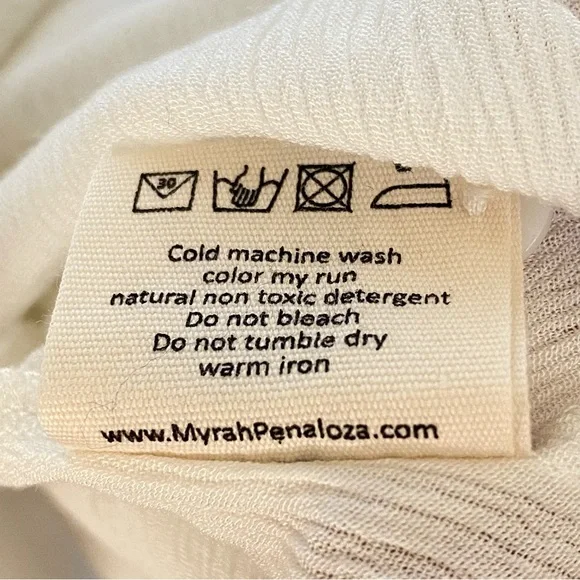 30
Cold machine wash
color my run
natural non toxic detergent
Do not bleach
Do not tumble dry
warm iron
www.MyrahPenaloza.com